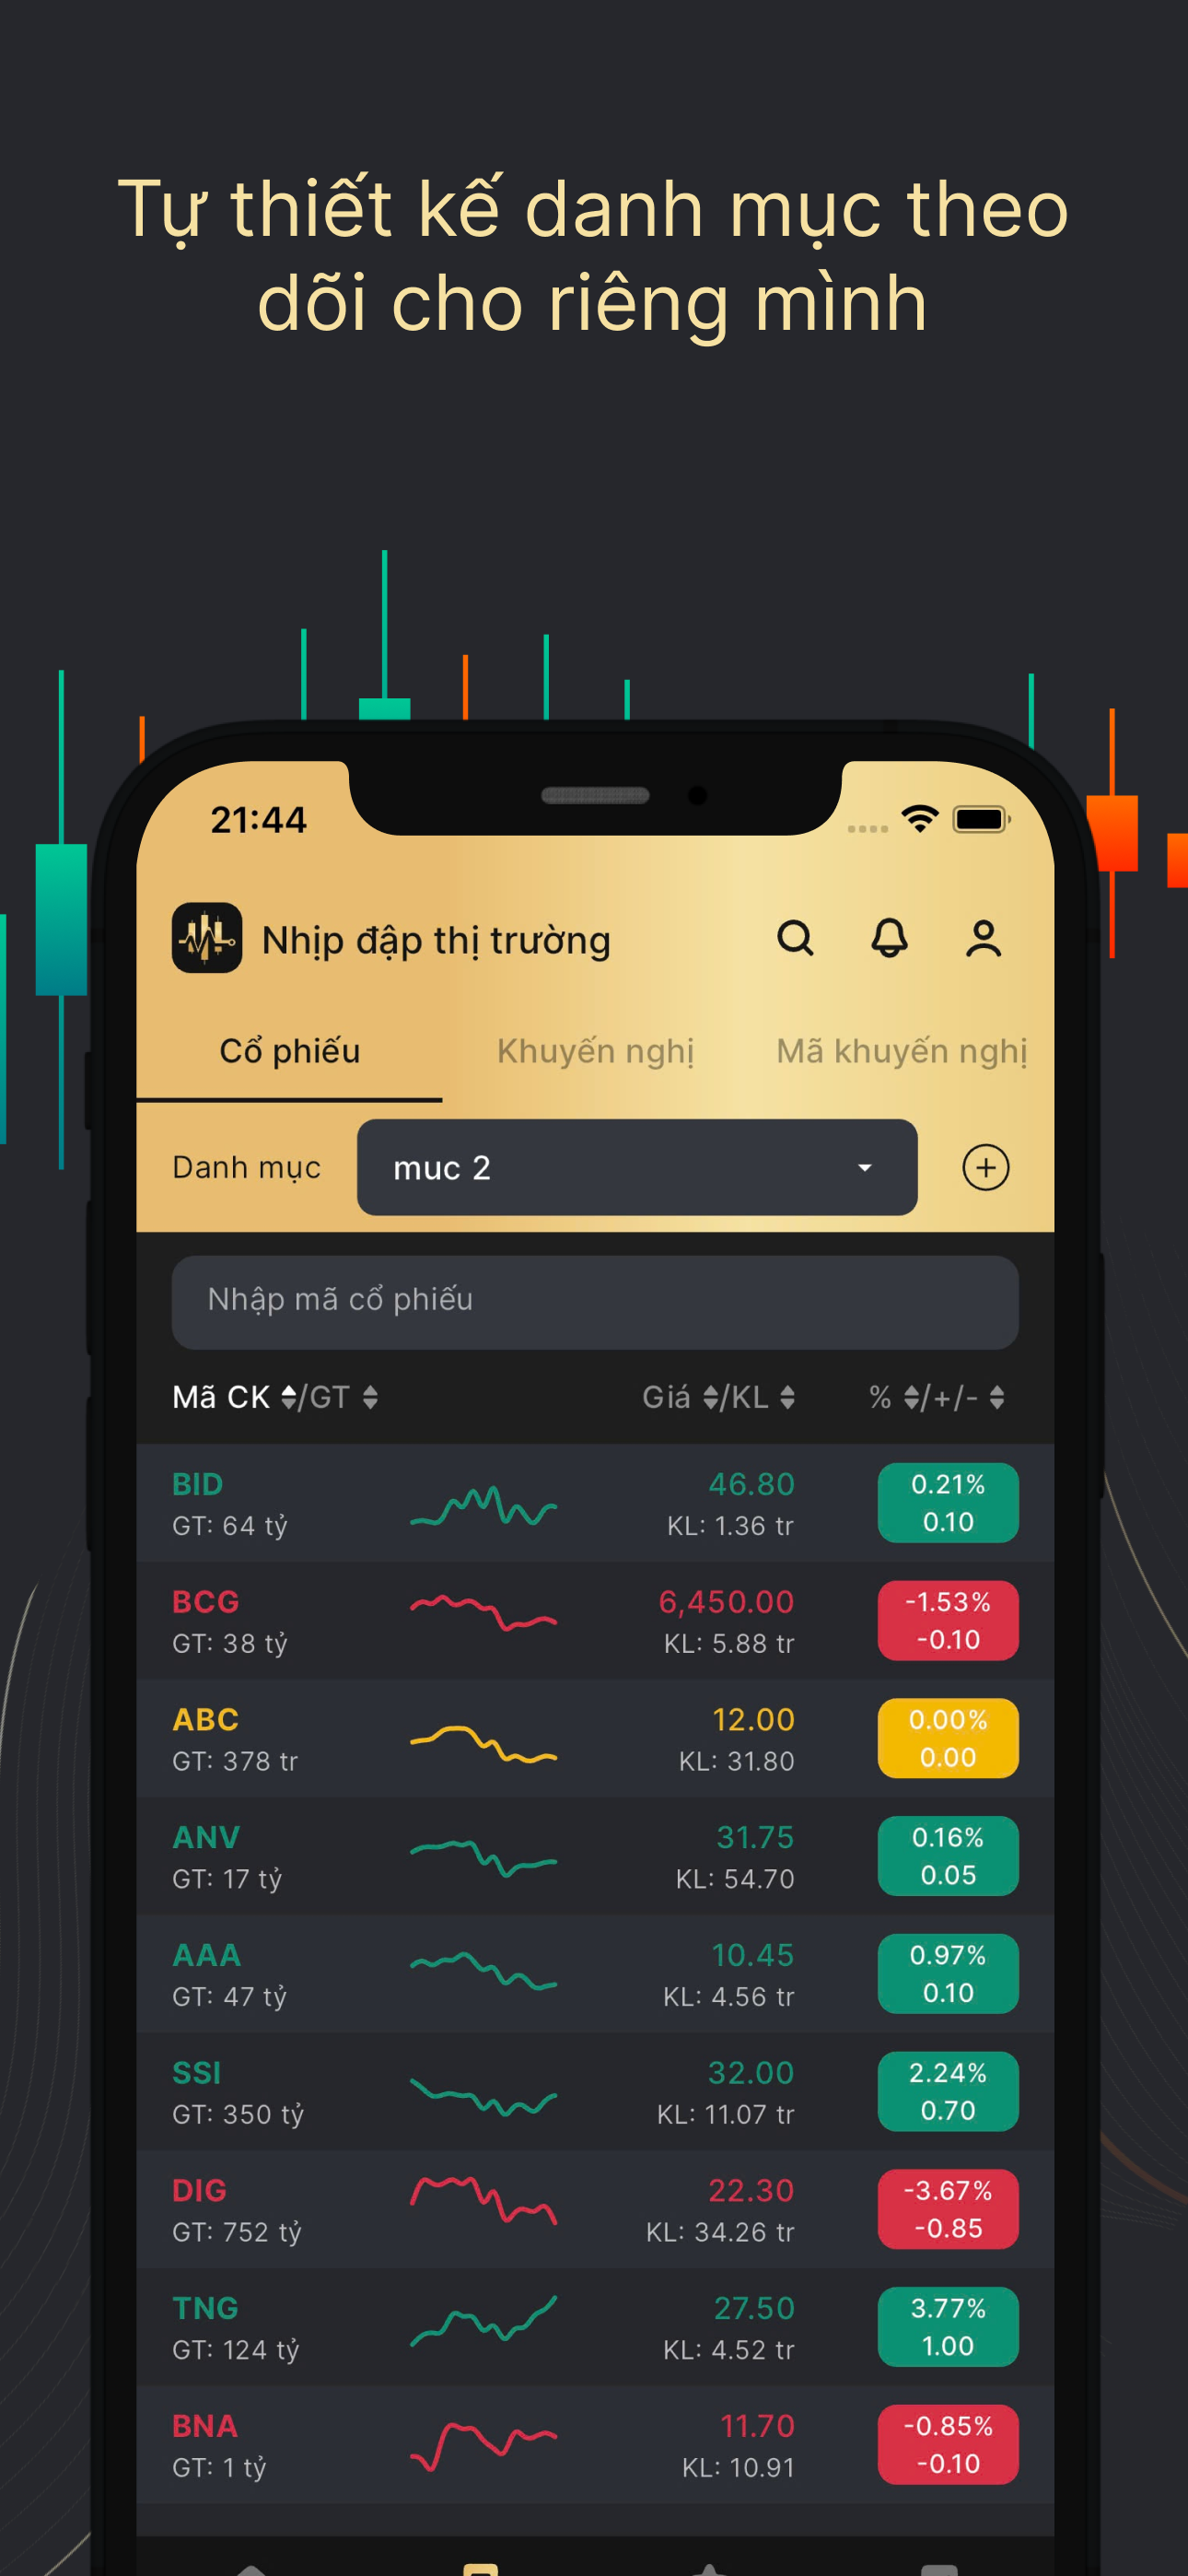 Tự thiết kế danh mục theo
dõi cho riêng mình
21:44
Nhịp đập thị trường
Cổ phiếu Khuyến nghị Mã khuyến nghị
Danh mục muc 2
Nhập mã cổ phiếu
Mã CK /GT Giá /KL % /+/-
BID 46.80 0.21%
GT: 64 tỷ KL: 1.36 tr 0.10
BCG 6,450.00 -1.53%
GT: 38 tỷ KL: 5.88 tr -0.10
ABC 12.00 0.00%
GT: 378 tr KL: 31.80 0.00
ANV 31.75 0.16%
GT: 17 tỷ KL: 54.70 0.05
AAA 10.45 0.97%
GT: 47 tỷ KL: 4.56 tr 0.10
SSI 32.00 2.24%
GT: 350 tỷ KL: 11.07 tr 0.70
DIG 22.30 -3.67%
GT: 752 tỷ KL: 34.26 tr -0.85
TNG 27.50 3.77%
GT: 124 tỷ KL: 4.52 tr 1.00
BNA 11.70 -0.85%
GT: 1 tỷ KL: 10.91 -0.10